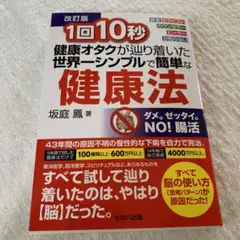 改訂版
1回10秒
健康オタクが辿り着いた
世界一シンプルで簡単な
健康法
坂庭 鳳 著
ダメ。ゼッタイ。
NO! 腸活
43年間の原因不明の慢性的な下痢を自力で完治。
100種類以上・600万円以上
4000万円以上
すべて試して辿り
着いたのは、やはり
【脳】だった。
すべて
脳の使い方
(思考パターン)が
原因だった!
セルバ出版